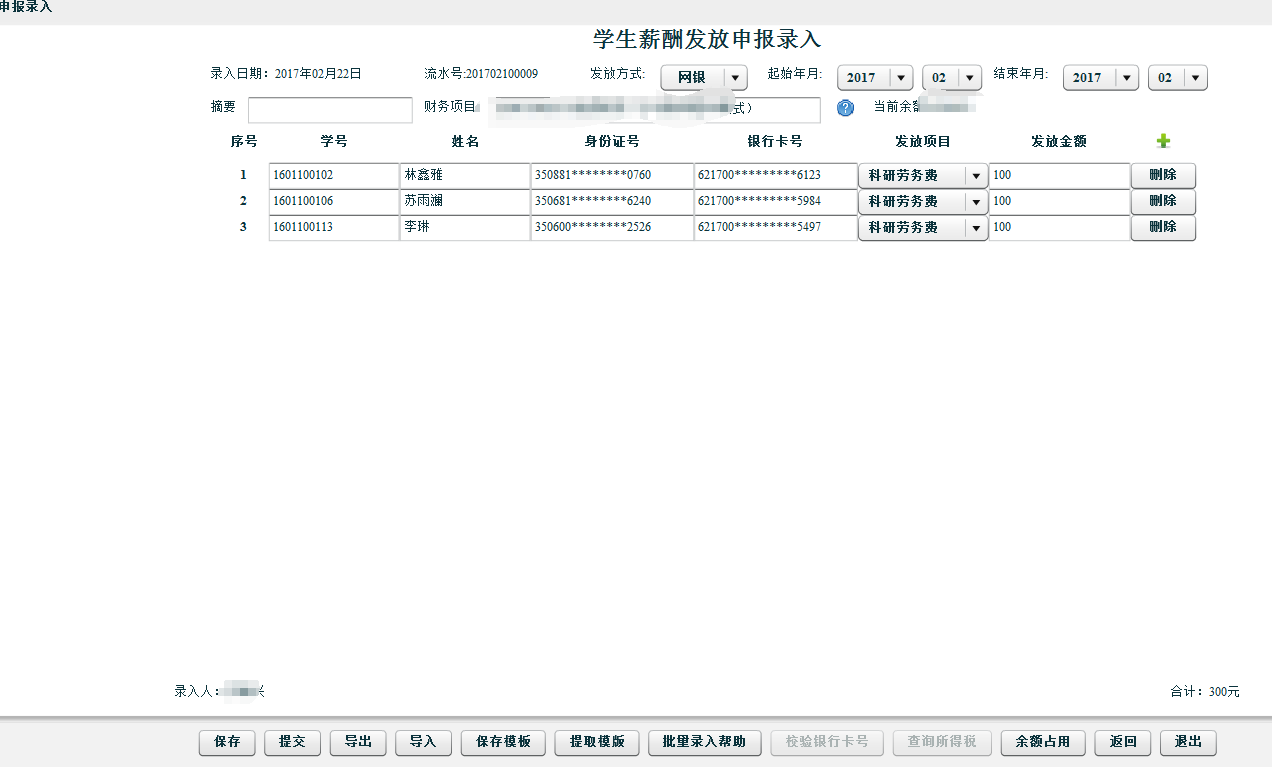 申报录入
学生薪酬发放申报录入
录入日期：2017年02月22日 流水号:201702100009 发放方式: 网银 起始年月: 2017 02 结束年月: 2017 02
摘要 财务项目: 式） ? 当前余额
序号 学号 姓名 身份证号 银行卡号 发放项目 发放金额
1 1601100102 林鑫雅 350881********0760 621700*********6123 科研劳务费 100 删除
2 1601100106 苏雨澜 350681********6240 621700*********5984 科研劳务费 100 删除
3 1601100113 李琳 350600********2526 621700*********5497 科研劳务费 100 删除
录入人： 兴 合计：300元
保存 提交 导出 导入 保存模板 提取模版 批量录入帮助 校验银行卡号 查询所得税 余额占用 返回 退出